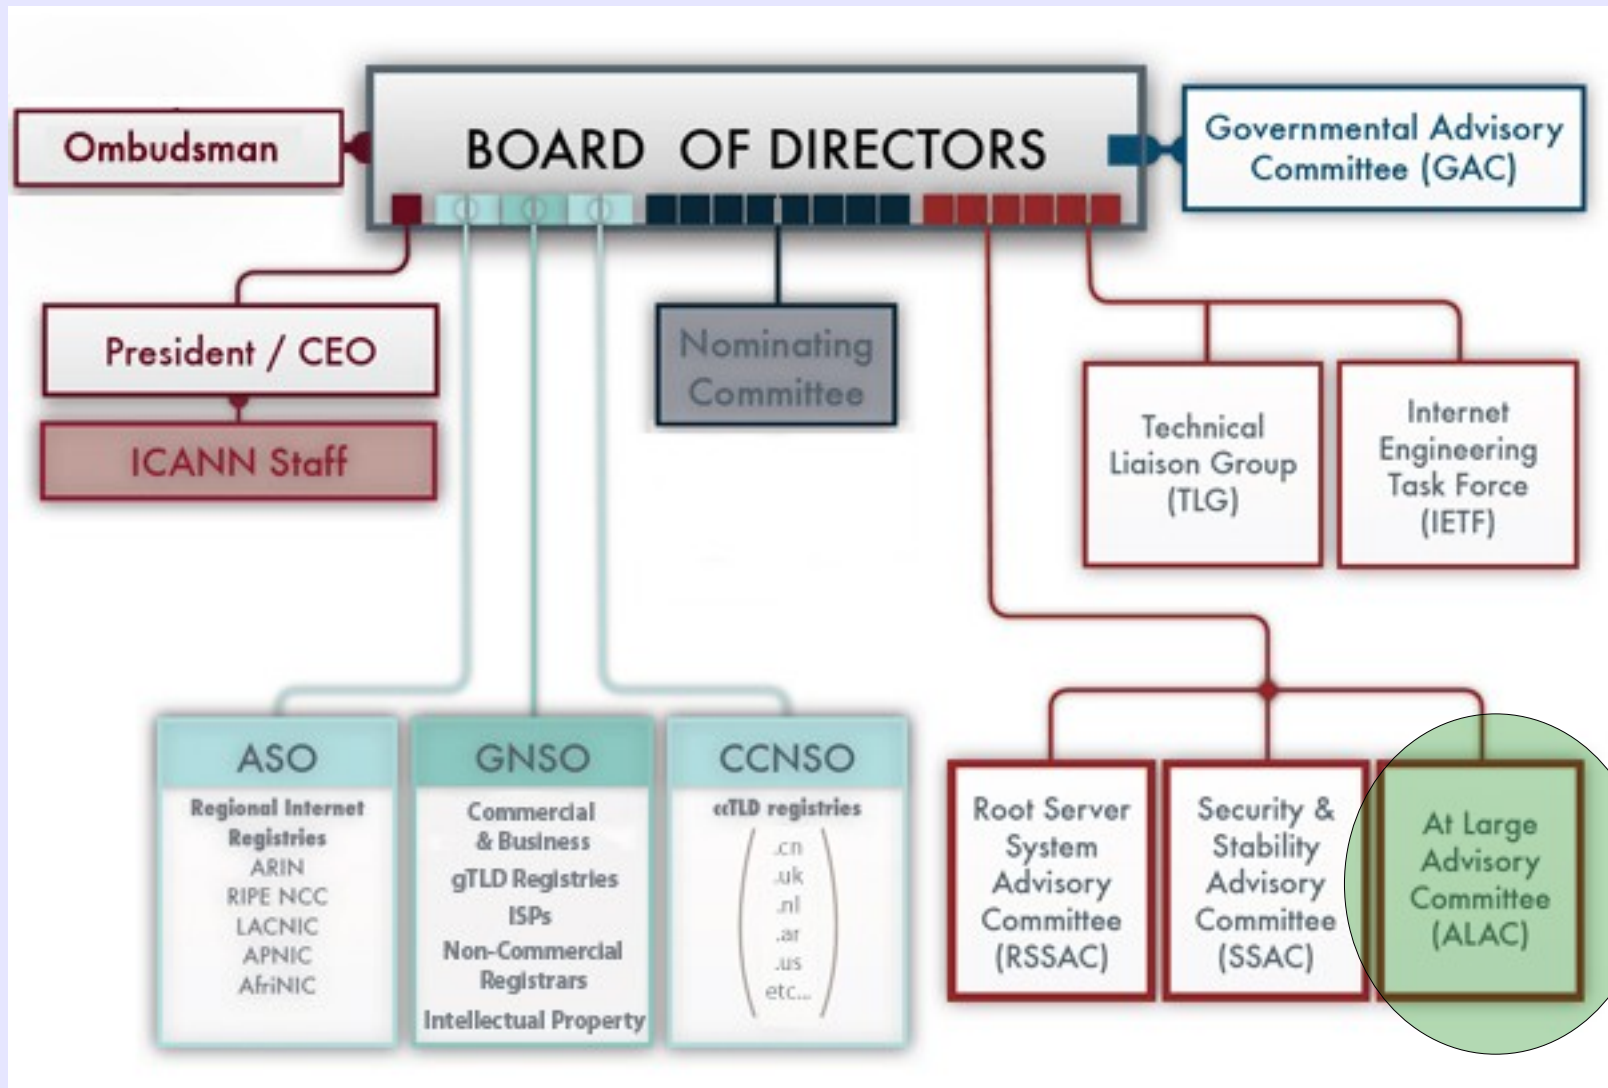 BOARD OF DIRECTORS
Ombudsman
Governmental Advisory
Committee (GAC)
President / CEO
ICANN Staff
Nominating
Committee
Technical
Liaison Group
(TLG)
Internet
Engineering
Task Force
(IETF)
ASO
Regional Internet
Registries
ARIN
RIPE NCC
LACNIC
APNIC
AfriNIC
GNSO
Commercial
& Business
gTLD Registries
ISPs
Non-Commercial
Registrars
Intellectual Property
CCNSO
ccTLD registries
.cn
.uk
.nl
.ar
.us
etc...
Root Server
System
Advisory
Committee
(RSSAC)
Security &
Stability
Advisory
Committee
(SSAC)
At Large
Advisory
Committee
(ALAC)